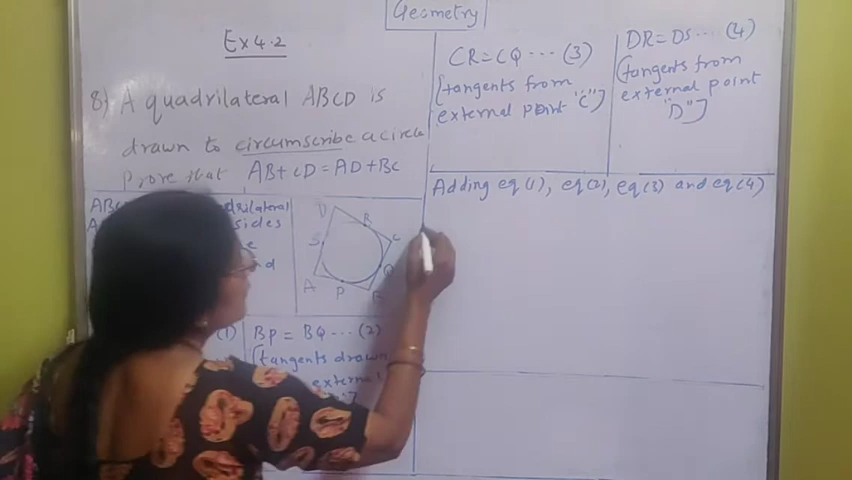 Geometry
Ex 4.2
8) A quadrilateral ABCD is
drawn to circumscribe a circle
Prove that AB+CD=AD+BC
D
R
S
C
Q
A
P
B
(1)
BP = BQ ... (2)
(tangents drawn
external
CR=CQ ... (3)
(tangents from
external point "C")
DR=DS ... (4)
(tangents from
external point
"D")
Adding eq(1), eq(2), eq(3) and eq(4)